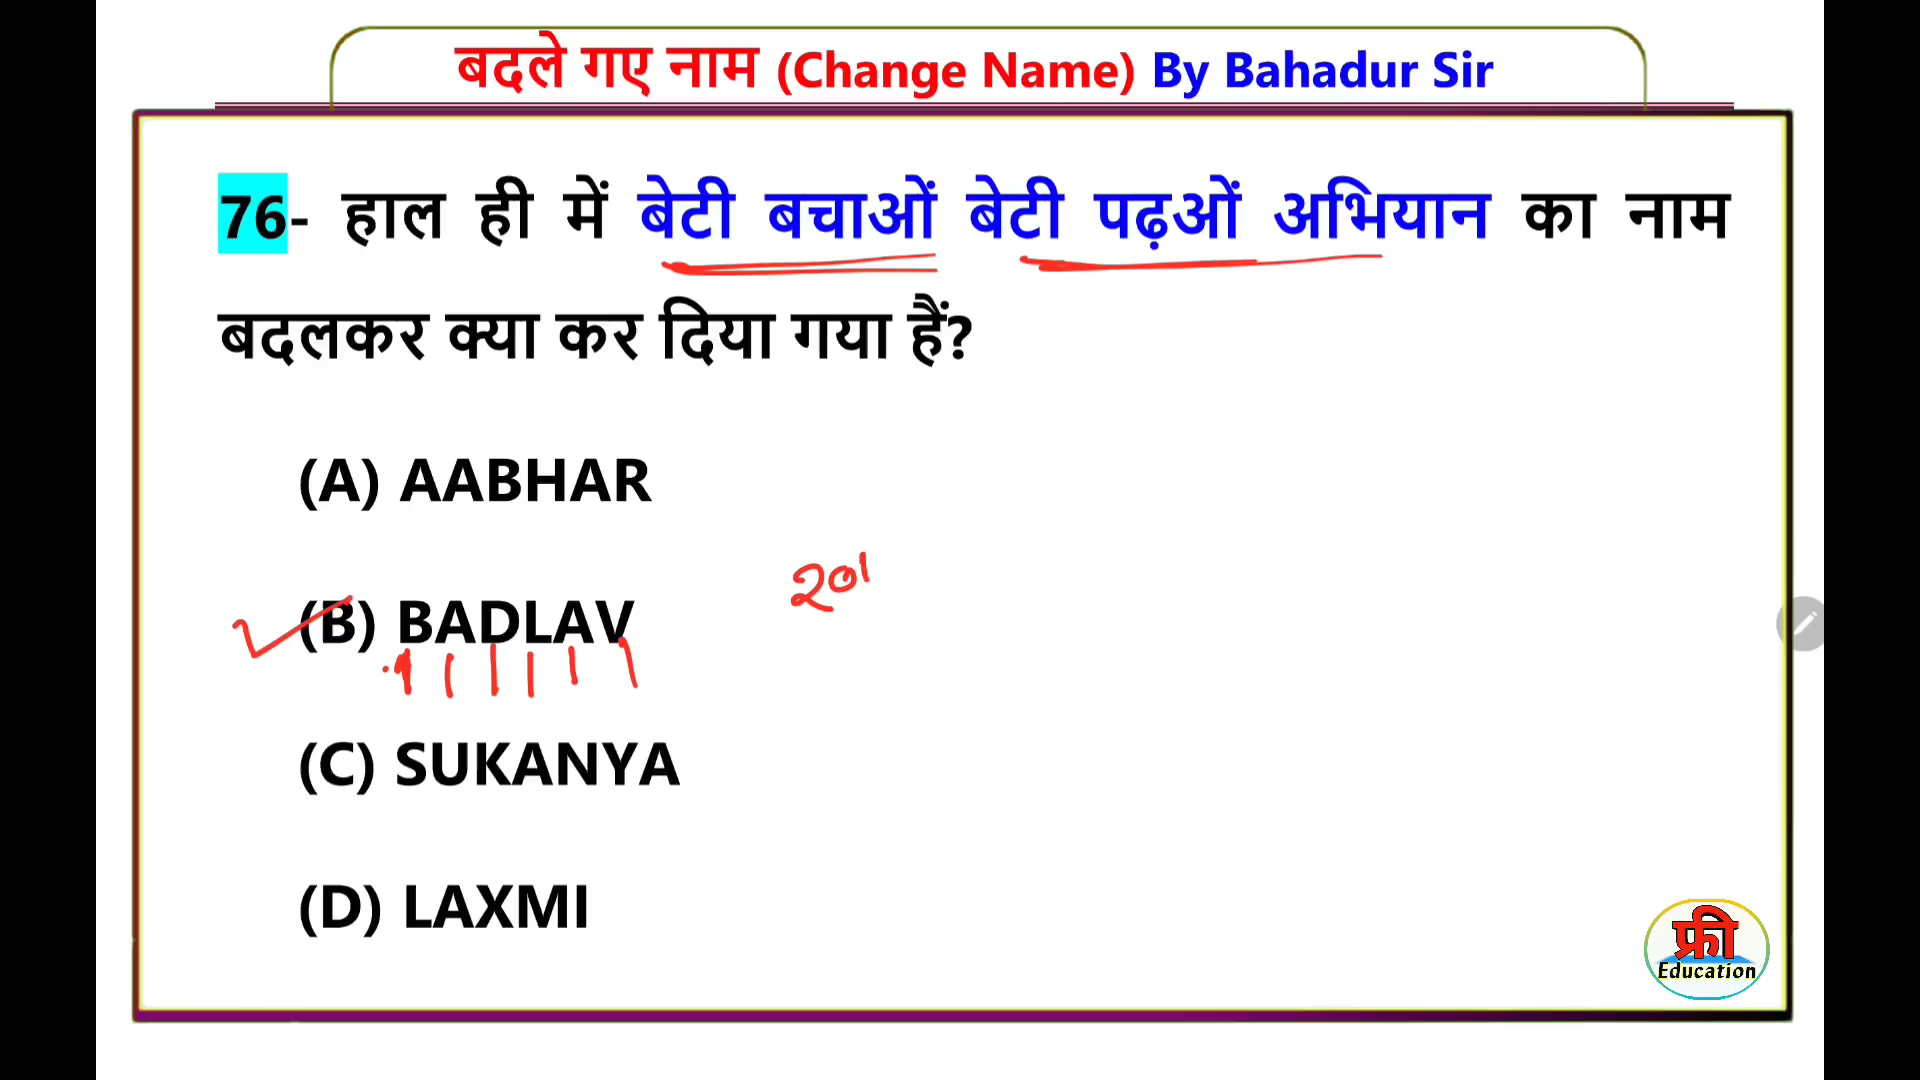 बदले गए नाम (Change Name) By Bahadur Sir
76- हाल ही में बेटी बचाओं बेटी पढ़ओं अभियान का नाम
बदलकर क्या कर दिया गया हैं?
(A) AABHAR
(B) BADLAV
201
(C) SUKANYA
(D) LAXMI
फ्री
Education